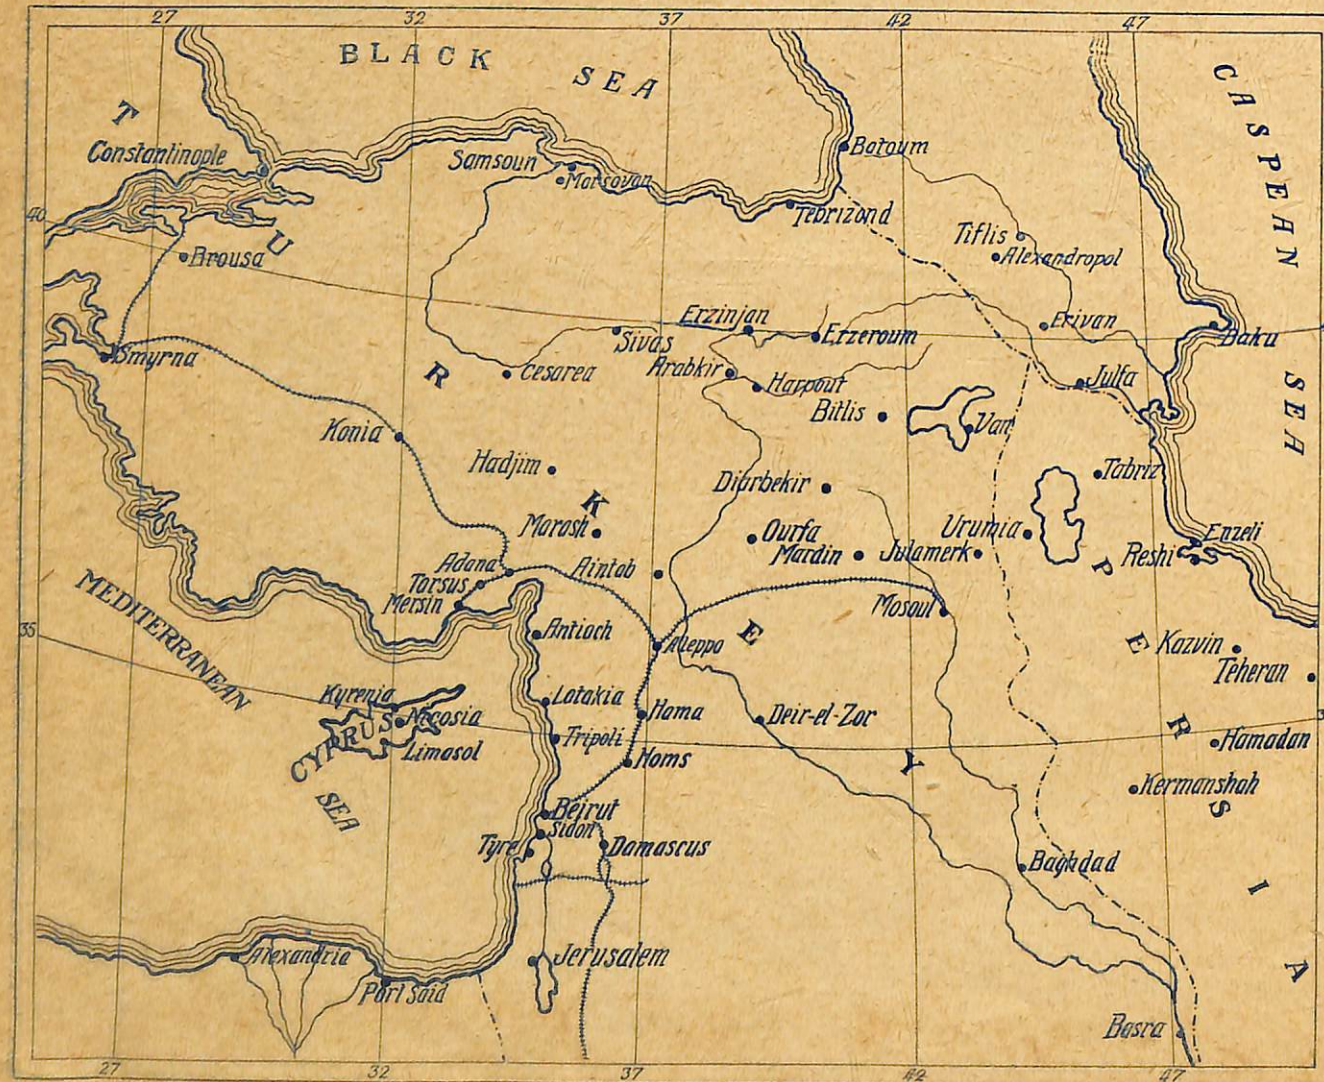 27 32 37 42 47
BLACK SEA
CASPEAN SEA
TURKEY
Constantinople
Samsoun
Marsovan
Batoum
40
Tebrizond
Tiflis
Alexandropol
Brousa
Erzinjan
Erzeroum
Erivan
Baku
Sivas
Smyrna
Cesarea
Arabkir
Harpout
Julfa
Bitlis
Van
Konia
Hadjim
Tabriz
Diarbekir
Marash
Ourfa
Urumia
Enzeli
Mardin
Julamerk
Reshi
Adana
Aintab
Torsus
Mersin
Mosoul
PERSIA
MEDITERRANEAN SEA
35
Antioch
Aleppo
Kazvin
Teheran
Kyrenia
Latakia
Nicosia
Hama
Deir-el-Zor
CYPRUS
Tripoli
Hamadan
Limasol
Homs
Kermanshah
Beirut
Sidon
Tyre
Damascus
Baghdad
Alexandria
Jerusalem
Port Said
Basra
27 32 37 42 47